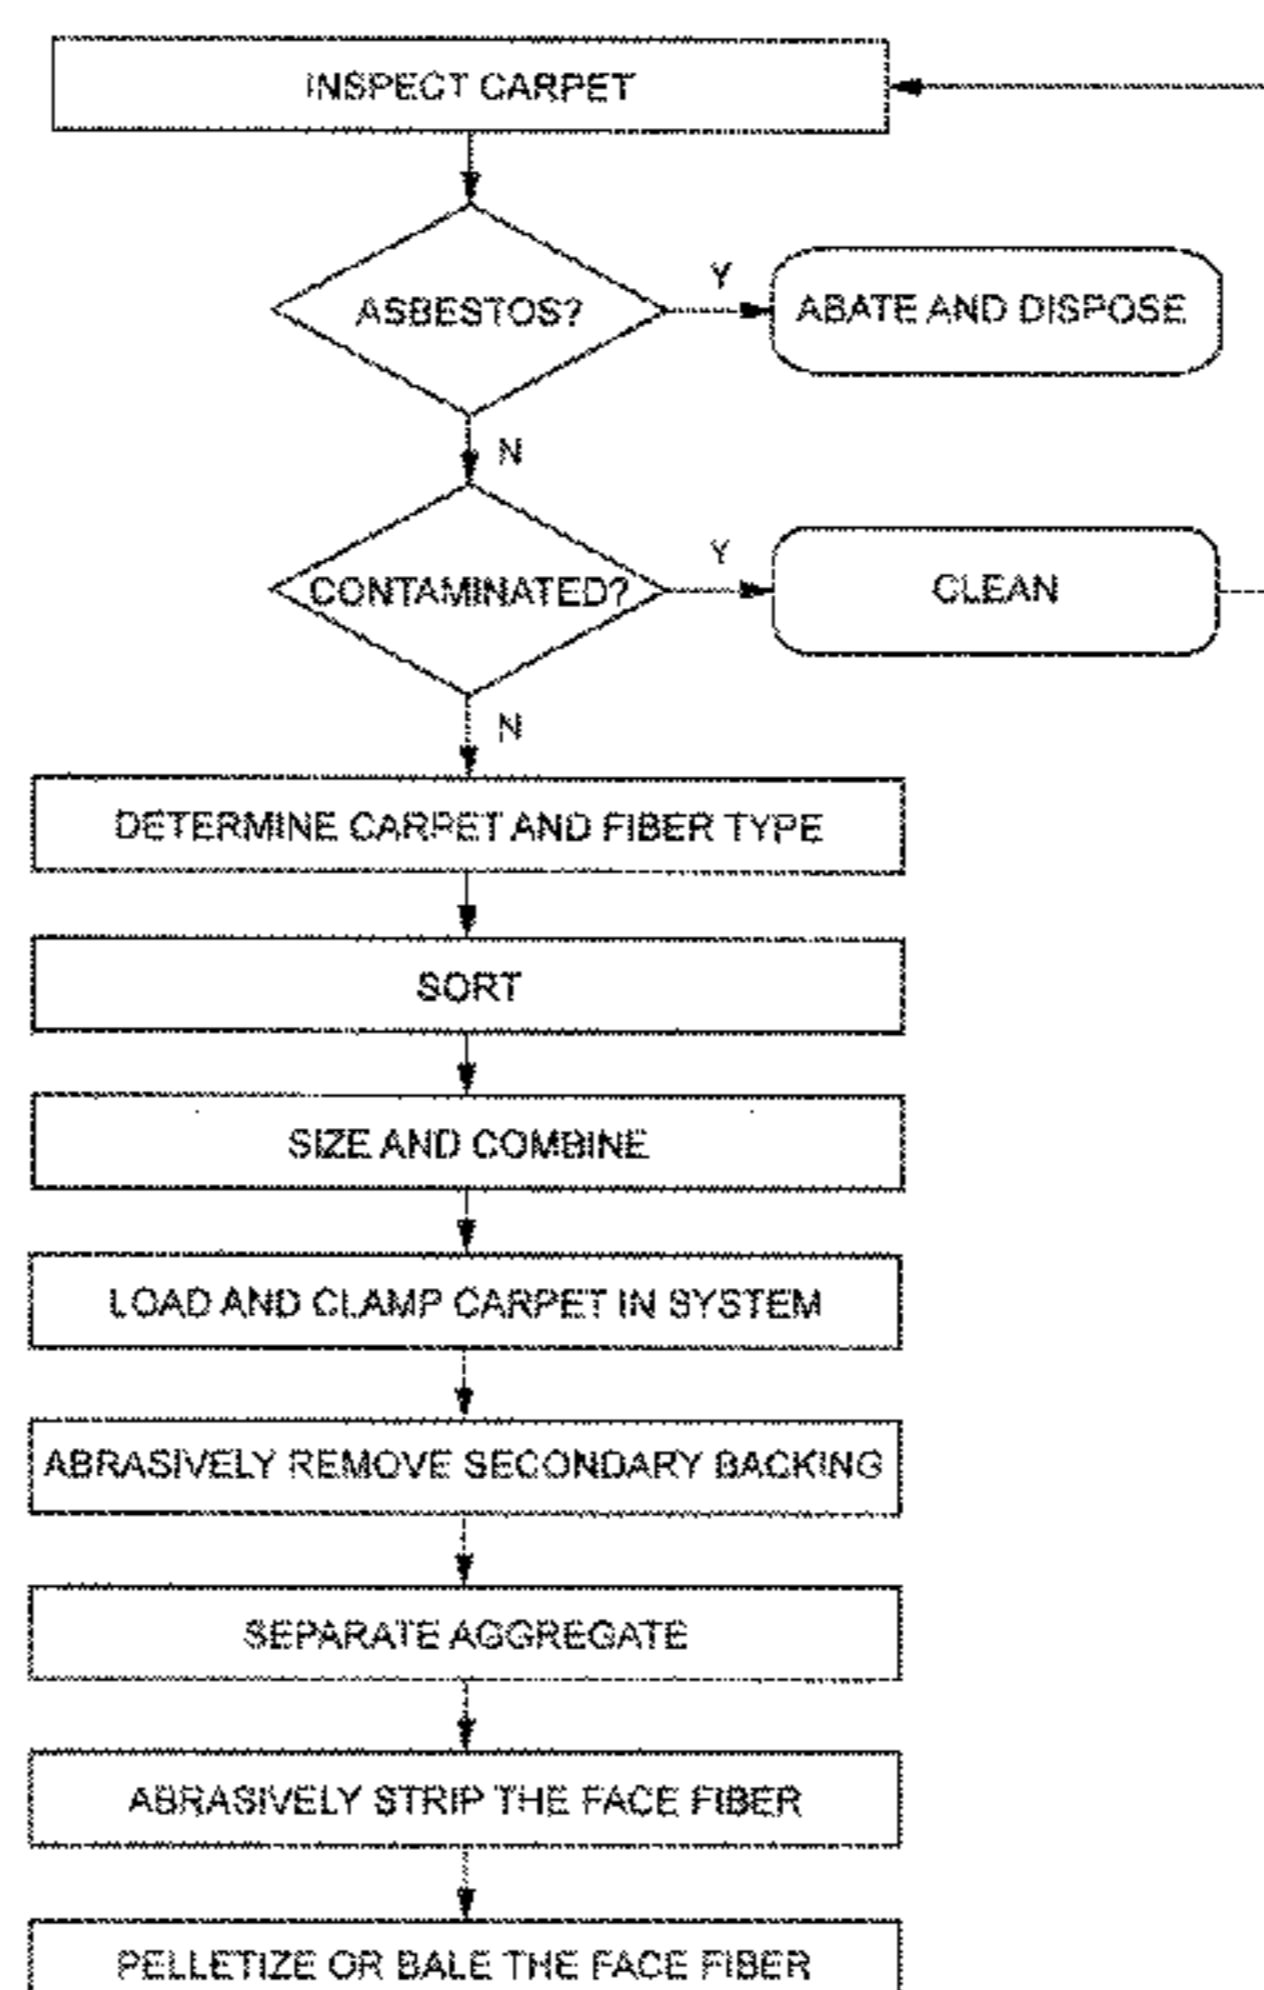 INSPECT CARPET
ASBESTOS?
Y
ABATE AND DISPOSE
N
CONTAMINATED?
Y
CLEAN
N
DETERMINE CARPET AND FIBER TYPE
SORT
SIZE AND COMBINE
LOAD AND CLAMP CARPET IN SYSTEM
ABRASIVELY REMOVE SECONDARY BACKING
SEPARATE AGGREGATE
ABRASIVELY STRIP THE FACE FIBER
PELLETIZE OR BALE THE FACE FIBER